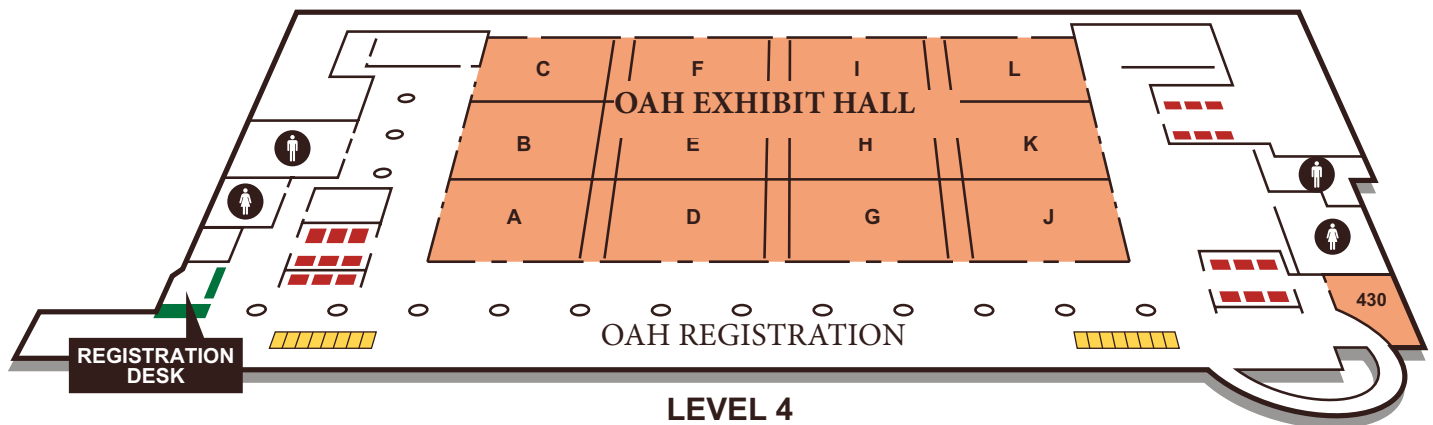 C F I L
OAH EXHIBIT HALL
B E H K
A D G J
430
OAH REGISTRATION
REGISTRATION
DESK
LEVEL 4